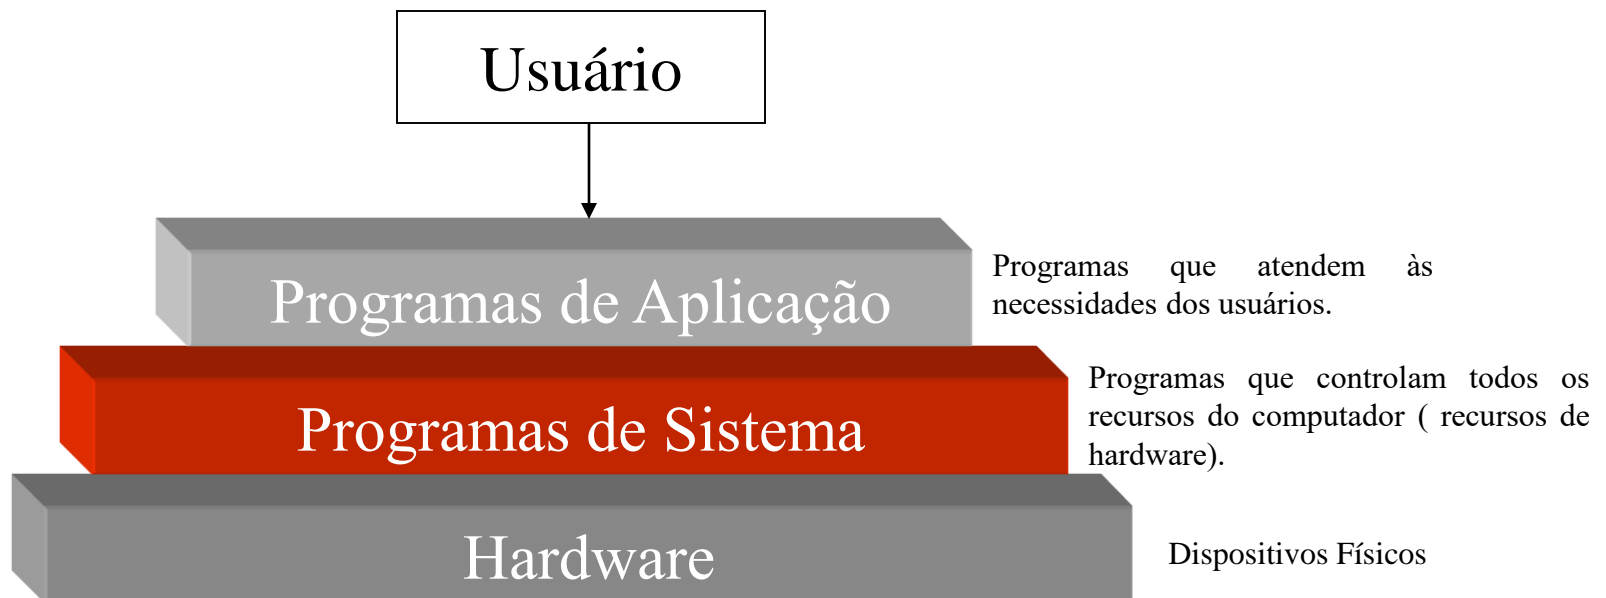 Usuário
Programas de Aplicação
Programas que atendem às
necessidades dos usuários.
Programas de Sistema
Programas que controlam todos os
recursos do computador ( recursos de
hardware).
Hardware
Dispositivos Físicos